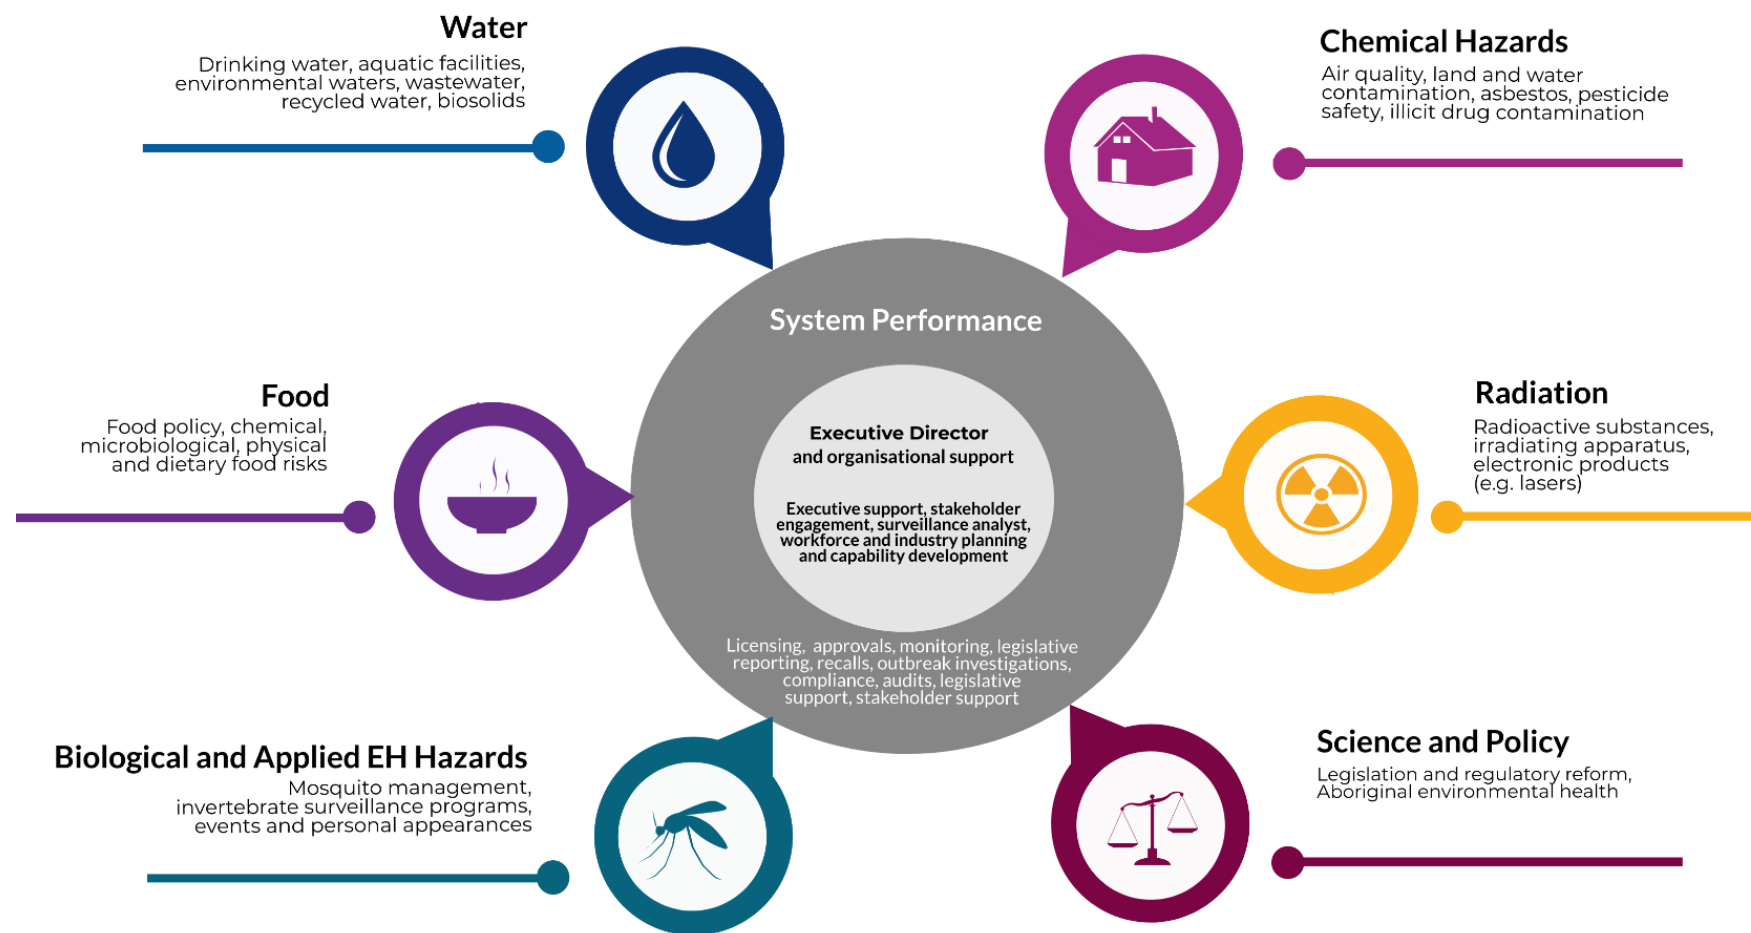 Water
Drinking water, aquatic facilities,
environmental waters, wastewater,
recycled water, biosolids
Chemical Hazards
Air quality, land and water
contamination, asbestos, pesticide
safety, illicit drug contamination
System Performance
Food
Food policy, chemical,
microbiological, physical
and dietary food risks
Executive Director
and organisational support
Executive support, stakeholder
engagement, surveillance analyst,
workforce and industry planning
and capability development
Radiation
Radioactive substances,
irradiating apparatus,
electronic products
(e.g. lasers)
Licensing, approvals, monitoring, legislative
reporting, recalls, outbreak investigations,
compliance, audits, legislative
support, stakeholder support
Biological and Applied EH Hazards
Mosquito management,
invertebrate surveillance programs,
events and personal appearances
Science and Policy
Legislation and regulatory reform,
Aboriginal environmental health